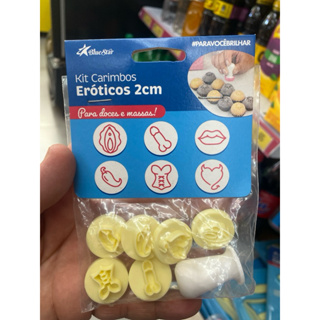 BlueStar
#PARAVOCÊBRILHAR
Kit Carimbos
Eróticos 2cm
Para doces e massas!